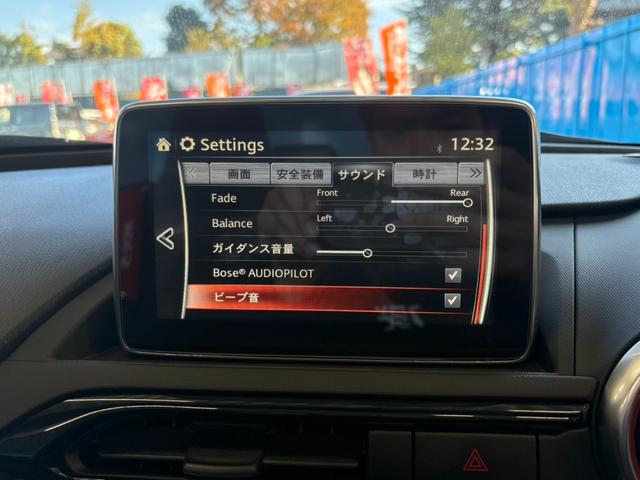 Settings 12:32
画面 安全装備 サウンド 時計
Front Rear
Fade
Left Right
Balance
ガイダンス音量
Bose® AUDIOPILOT
ビープ音